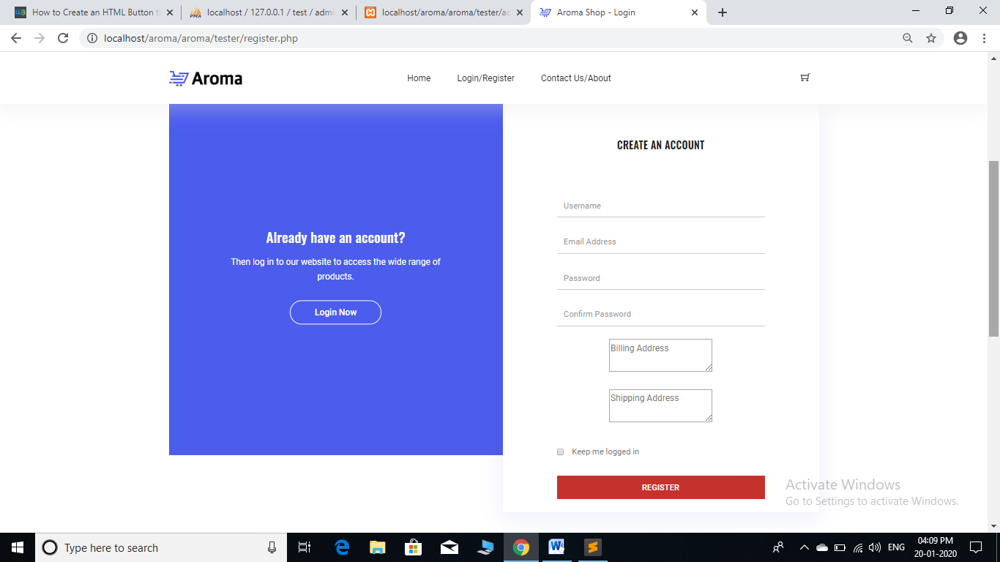 How to Create an HTML Button t
localhost / 127.0.0.1 / test / admi
localhost/aroma/aroma/tester/ac
Aroma Shop - Login
localhost/aroma/aroma/tester/register.php
Aroma
Home
Login/Register
Contact Us/About
Already have an account?
Then log in to our website to access the wide range of
products.
Login Now
CREATE AN ACCOUNT
Username
Email Address
Password
Confirm Password
Billing Address
Shipping Address
Keep me logged in
REGISTER
Activate Windows
Go to Settings to activate Windows.
Type here to search
ENG
04:09 PM
20-01-2020